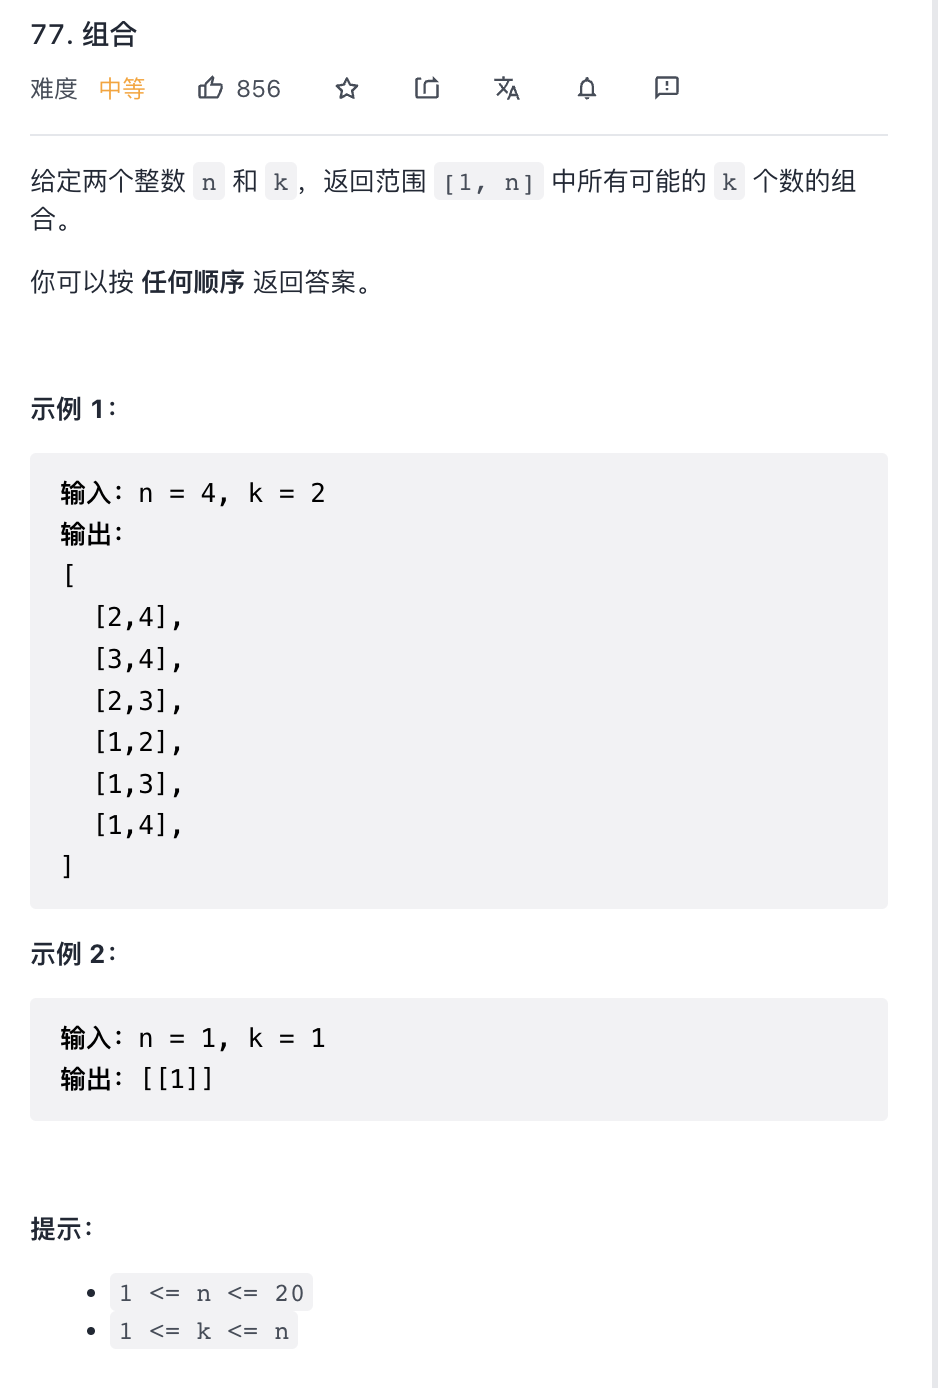 77. 组合
难度 中等 856
给定两个整数 n 和 k，返回范围 [1, n] 中所有可能的 k 个数的组
合。
你可以按 任何顺序 返回答案。
示例 1：
输入：n = 4, k = 2
输出：
[
  [2,4],
  [3,4],
  [2,3],
  [1,2],
  [1,3],
  [1,4],
]
示例 2：
输入：n = 1, k = 1
输出：[[1]]
提示：
• 1 <= n <= 20
• 1 <= k <= n